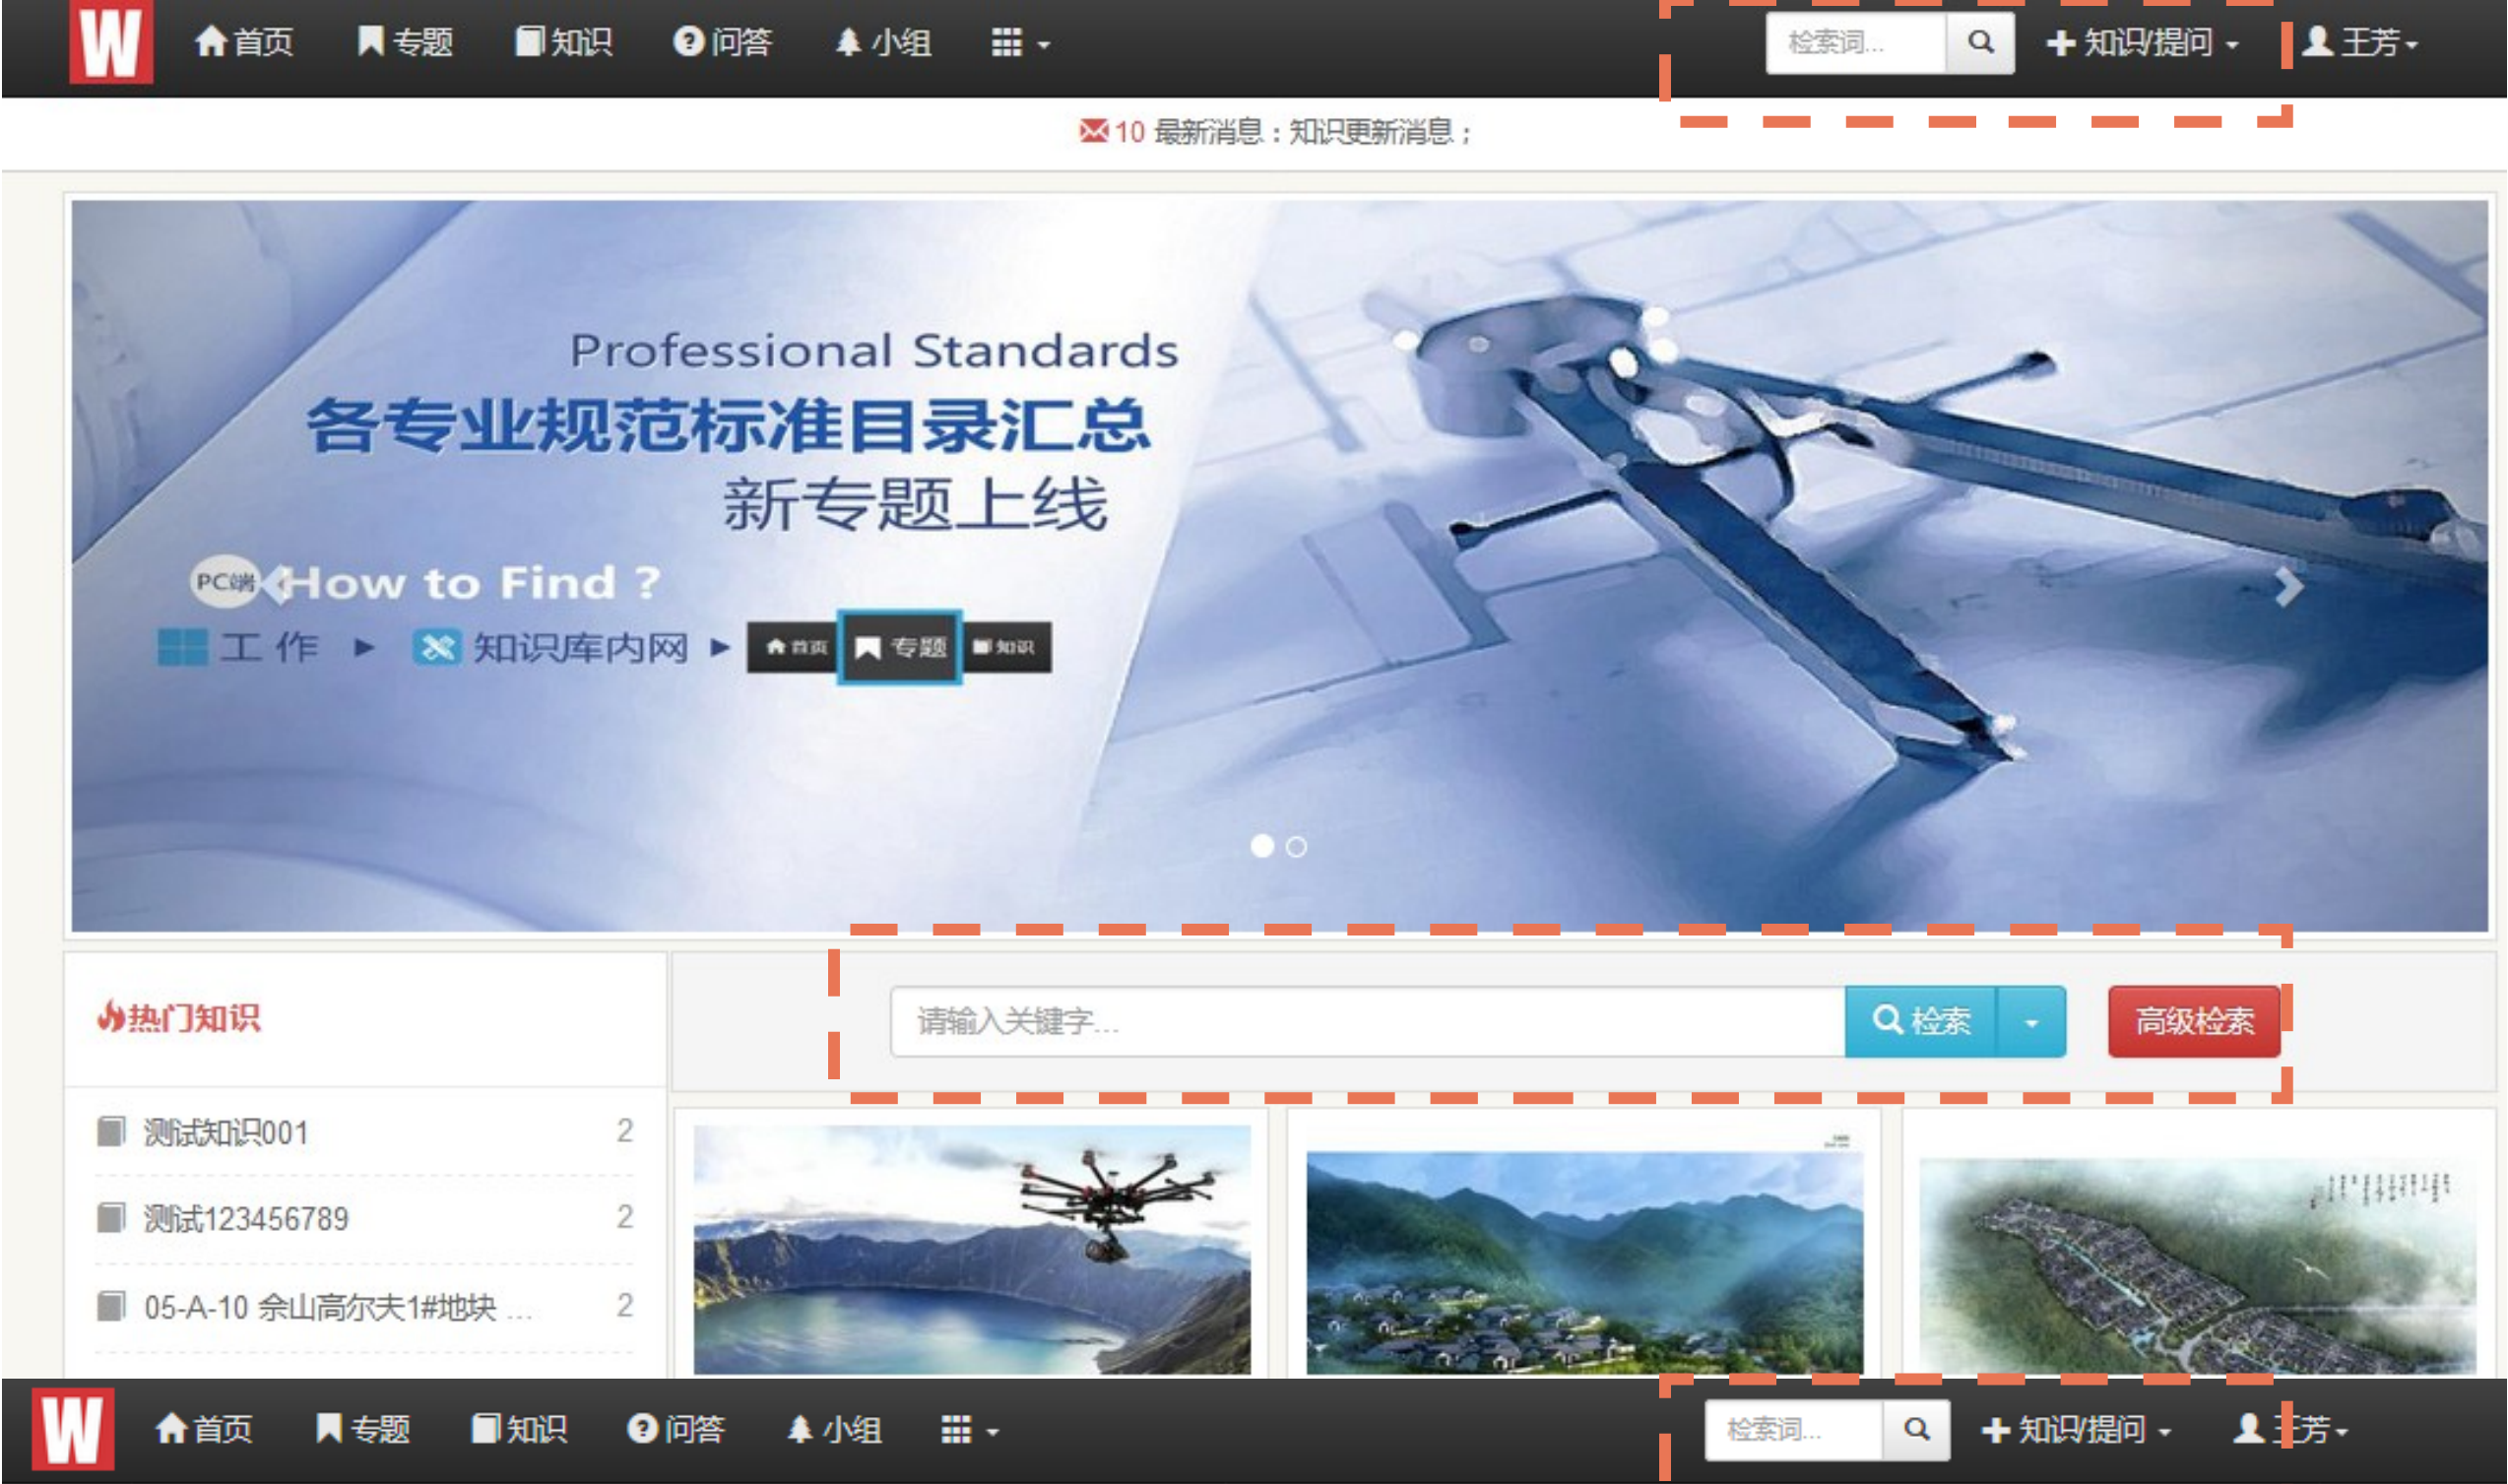 W 首页 专题 知识 问答 小组 检索词... 知识/提问 王芳
10 最新消息：知识更新消息；
Professional Standards
各专业规范标准目录汇总
新专题上线
PC端 How to Find ?
工作 知识库内网 首页 专题 知识
热门知识
请输入关键字... 检索 高级检索
测试知识001 2
测试123456789 2
05-A-10 佘山高尔夫1#地块 ... 2
W 首页 专题 知识 问答 小组 检索词... 知识/提问 王芳